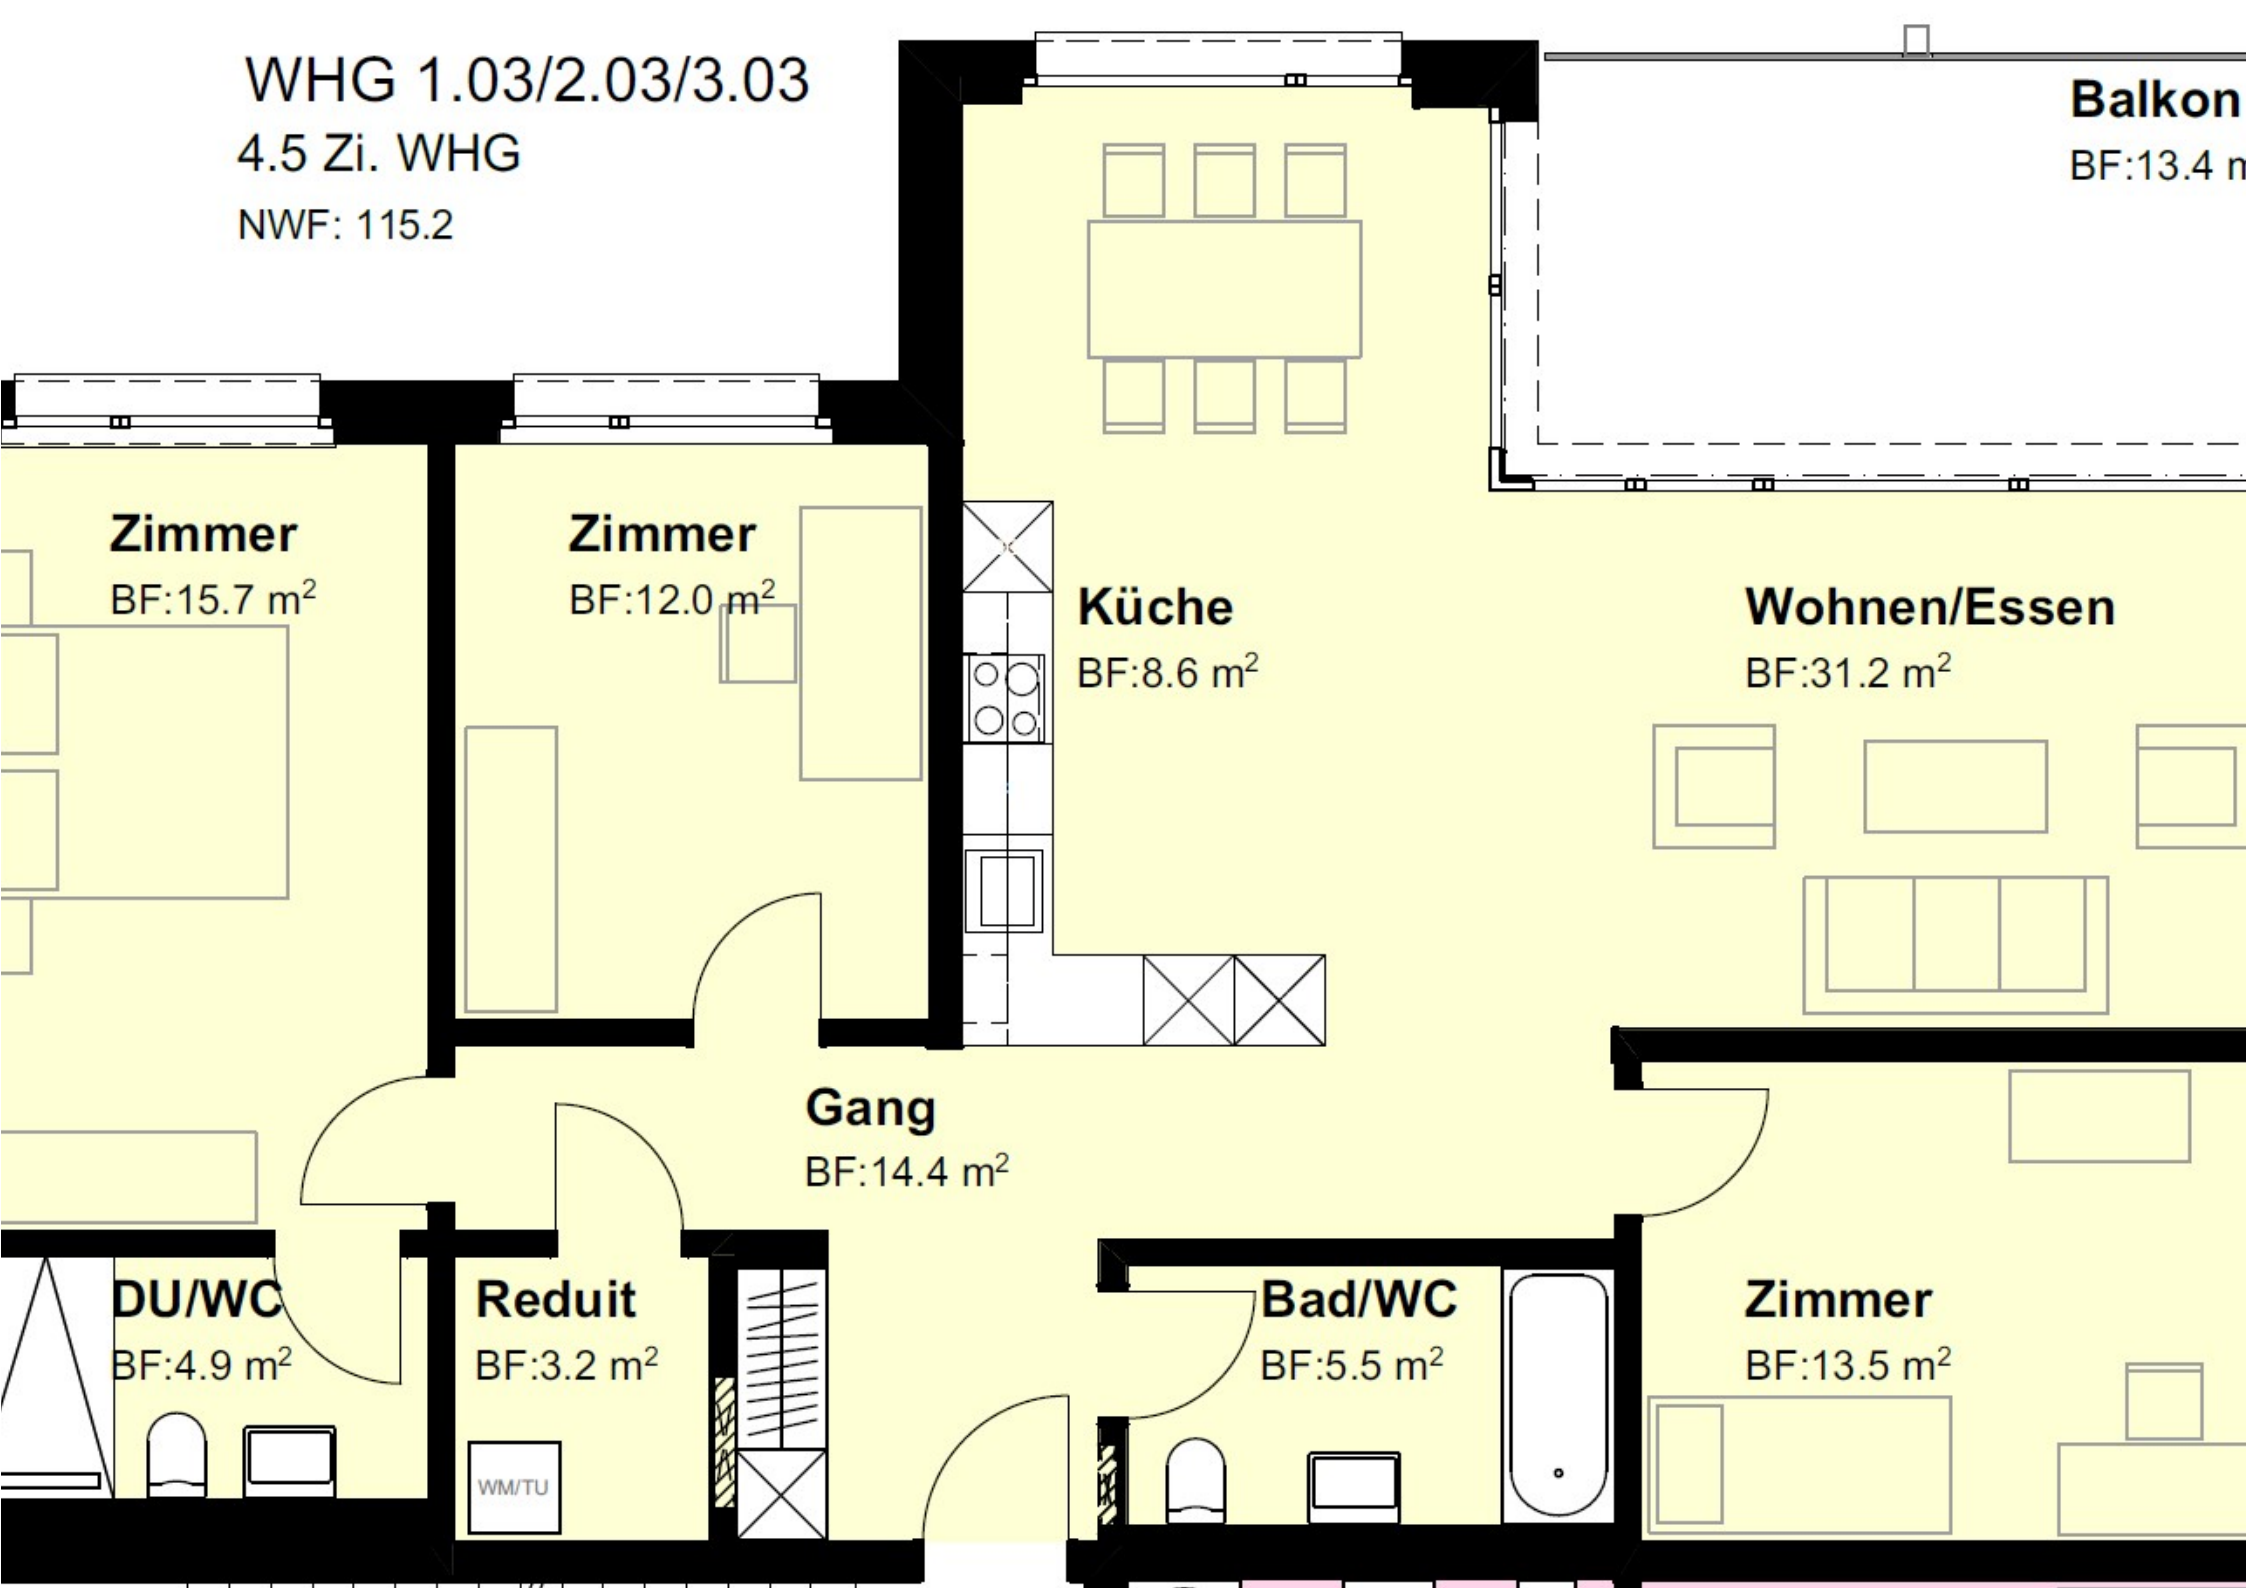 WHG 1.03/2.03/3.03
4.5 Zi. WHG
NWF: 115.2
Balkon
BF:13.4
Zimmer
BF:15.7 m²
Zimmer
BF:12.0 m²
Küche
BF:8.6 m²
Wohnen/Essen
BF:31.2 m²
Gang
BF:14.4 m²
DU/WC
BF:4.9 m²
Reduit
BF:3.2 m²
WM/TU
Bad/WC
BF:5.5 m²
Zimmer
BF:13.5 m²